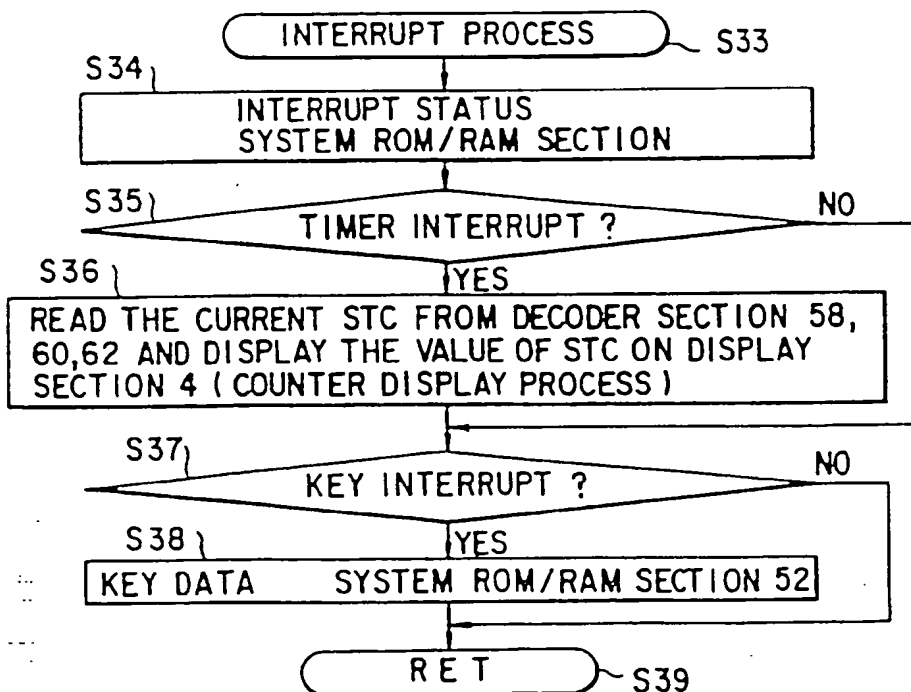 INTERRUPT PROCESS
S33
S34
INTERRUPT STATUS
SYSTEM ROM/RAM SECTION
S35
TIMER INTERRUPT ?
NO
YES
S36
READ THE CURRENT STC FROM DECODER SECTION 58,
60,62 AND DISPLAY THE VALUE OF STC ON DISPLAY
SECTION 4 ( COUNTER DISPLAY PROCESS )
S37
KEY INTERRUPT ?
NO
YES
S38
KEY DATA SYSTEM ROM/RAM SECTION 52
RET
S39